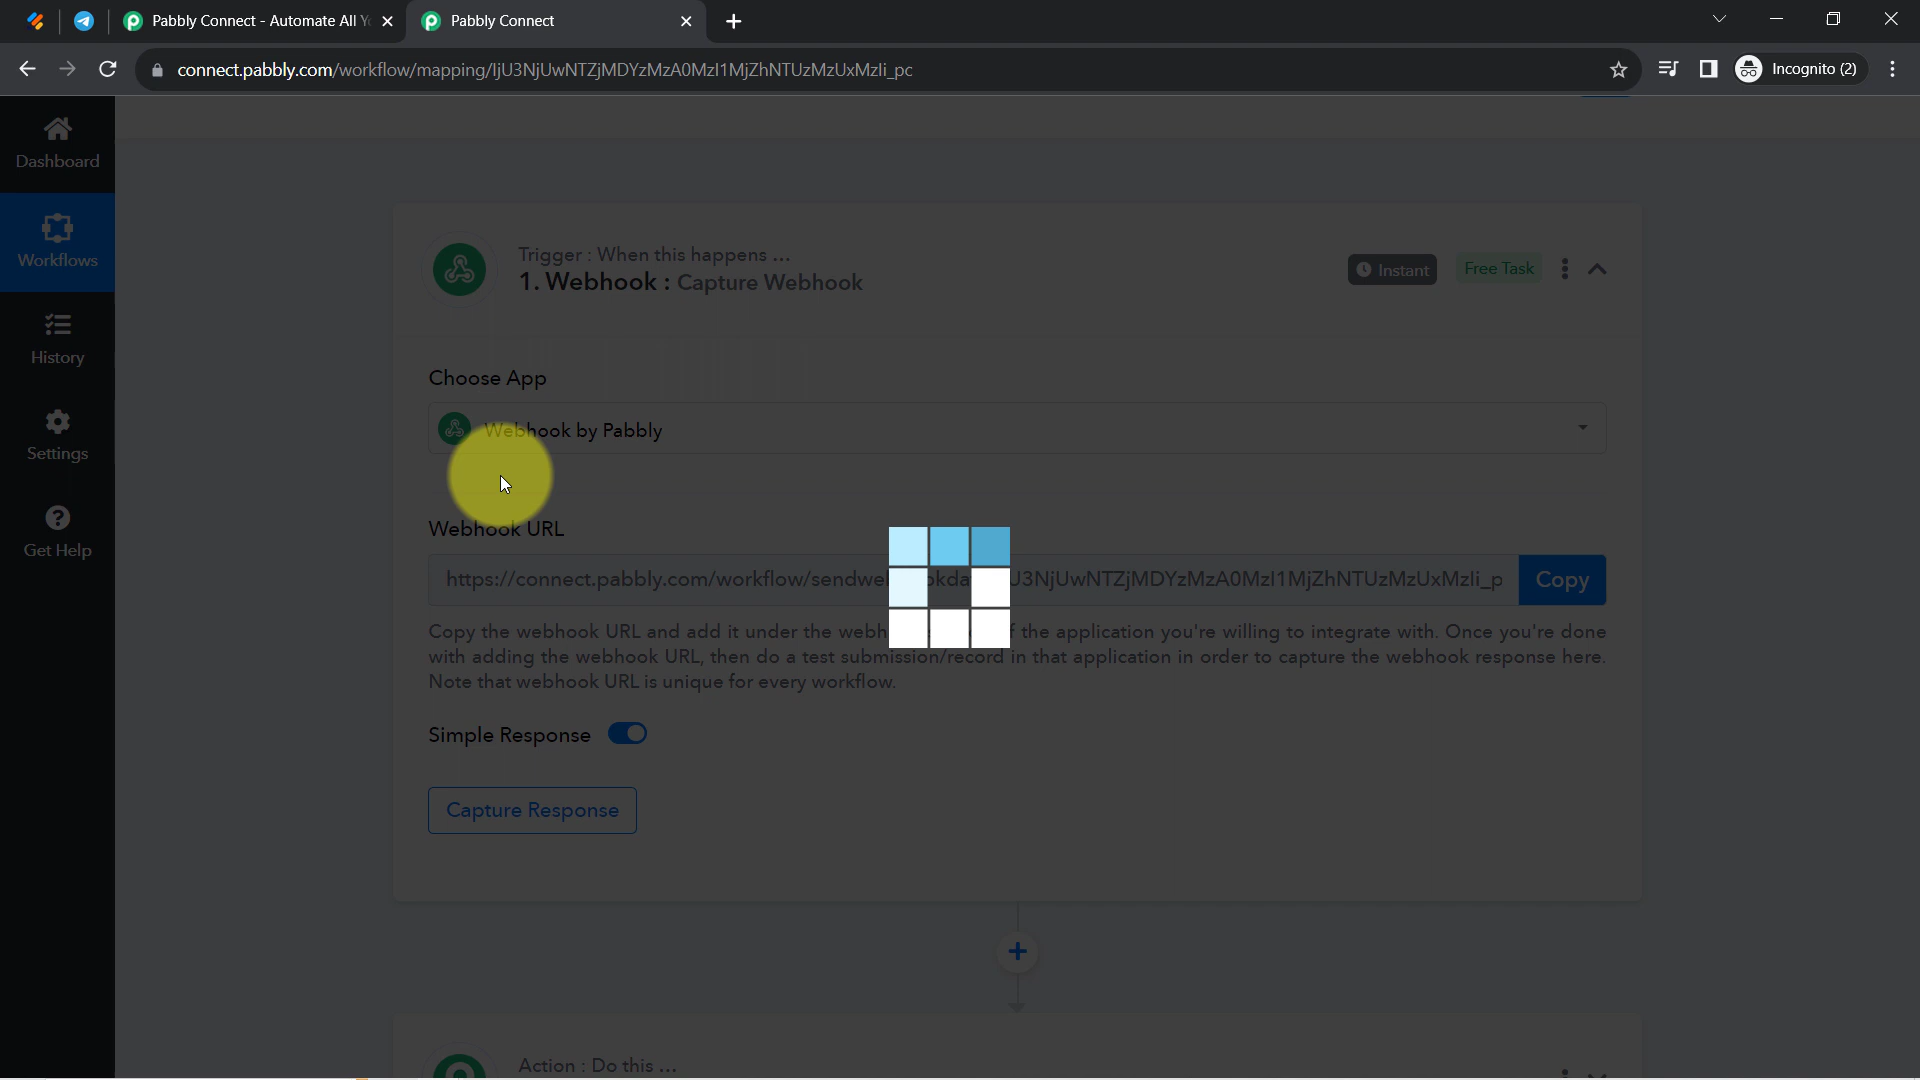 Pabbly Connect - Automate All
Pabbly Connect
connect.pabbly.com/workflow/mapping/IjU3NjUwNTZjMDYzMzA0MzI1MjZhNTUzMzUxMzIi_pc
Incognito (2)
Dashboard
Workflows
History
Settings
Get Help
Trigger : When this happens ...
1. Webhook : Capture Webhook
Instant
Free Task
Choose App
Webhook by Pabbly
Webhook URL
https://connect.pabbly.com/workflow/sendwe
U3NjUwNTZjMDYzMzA0MzI1MjZhNTUzMzUxMzIi_p
Copy
Copy the webhook URL and add it under the webh f the application you're willing to integrate with. Once you're done
with adding the webhook URL, then do a test submission/record in that application in order to capture the webhook response here.
Note that webhook URL is unique for every workflow.
Simple Response
Capture Response
Action : Do this ...